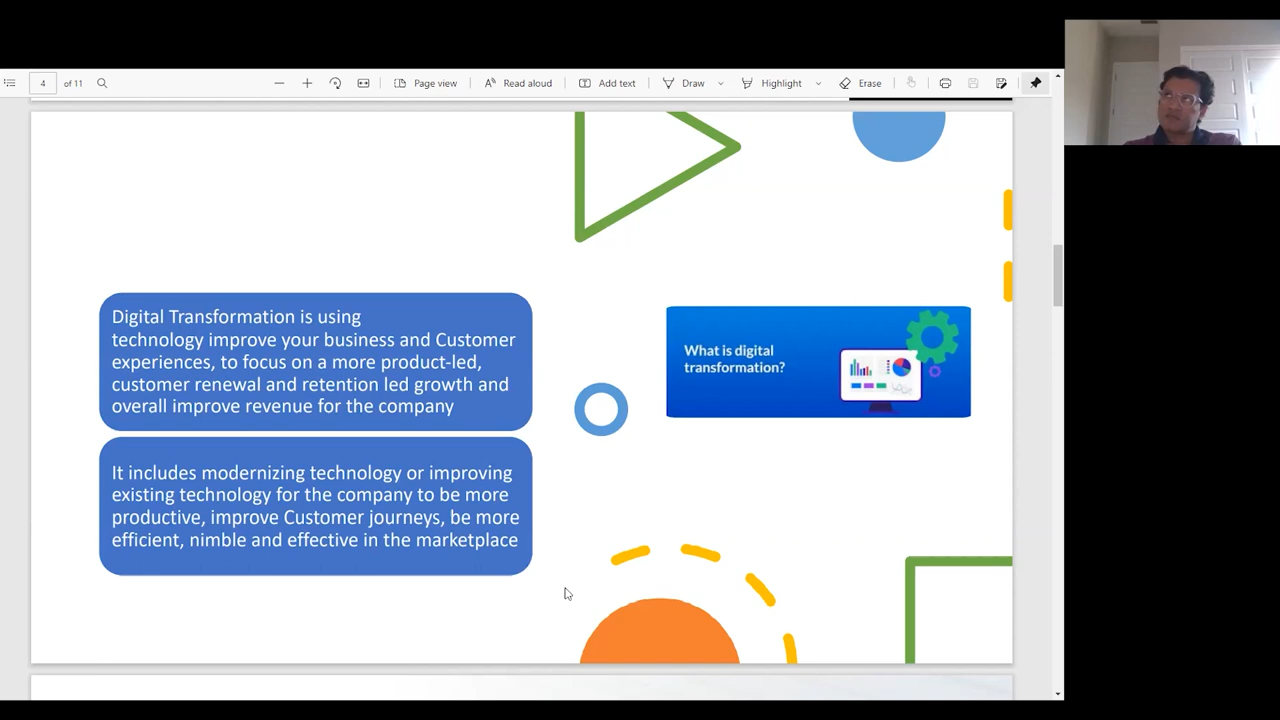 4 of 11
Page view
Read aloud
Add text
Draw
Highlight
Erase
Digital Transformation is using
technology improve your business and Customer
experiences, to focus on a more product-led,
customer renewal and retention led growth and
overall improve revenue for the company
What is digital
transformation?
It includes modernizing technology or improving
existing technology for the company to be more
productive, improve Customer journeys, be more
efficient, nimble and effective in the marketplace